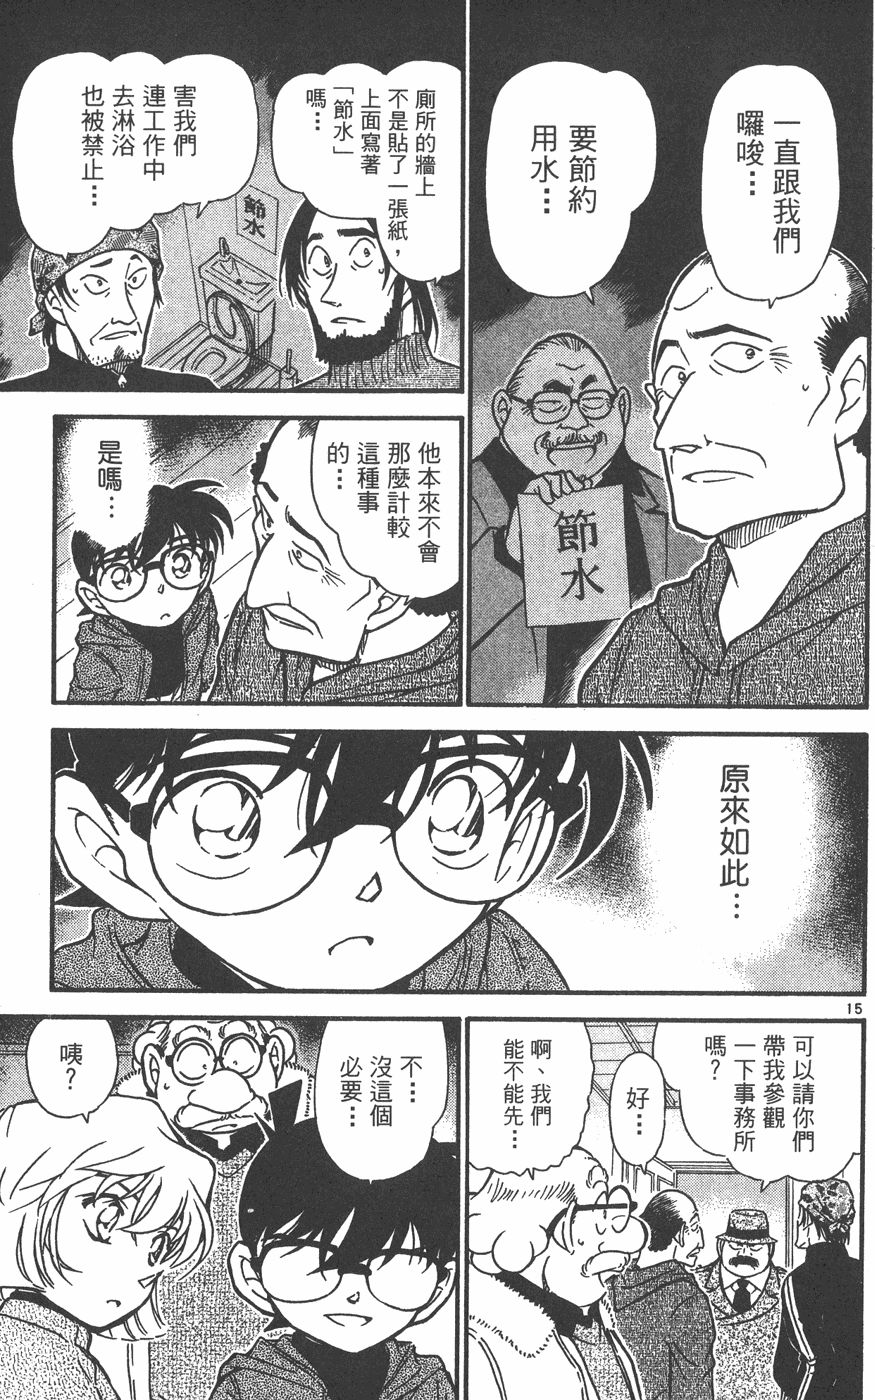 一直跟我們
囉唆…
要節約
用水…
節水
廁所的牆上
不是貼了一張紙，
上面寫著
「節水」
嗎…
節水
害我們
連工作中
去淋浴
也被禁止…
他本來不會
那麼計較
這種事
的…
是嗎…
原來如此…
15
可以請你們
帶我參觀
一下事務所
嗎？
好…
啊、我們
能不能先…
不…
沒這個
必要…
咦？